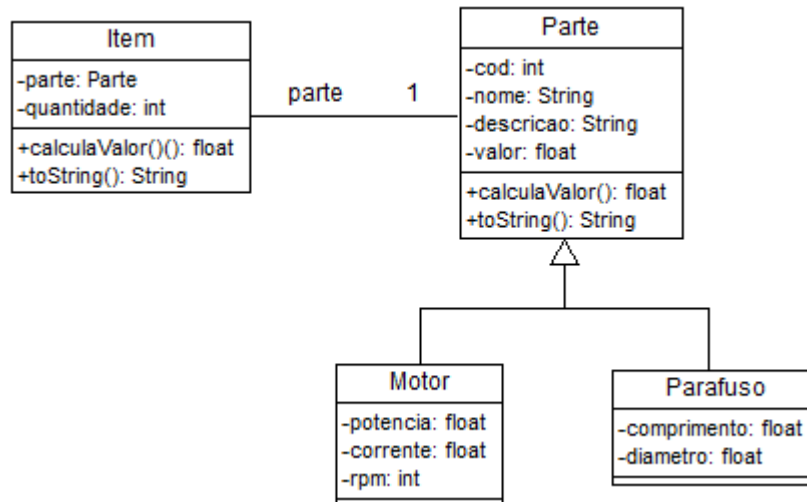 Item
-parte: Parte
-quantidade: int
+calculaValor()(): float
+toString(): String
parte 1
Parte
-cod: int
-nome: String
-descricao: String
-valor: float
+calculaValor(): float
+toString(): String
Motor
-potencia: float
-corrente: float
-rpm: int
Parafuso
-comprimento: float
-diametro: float